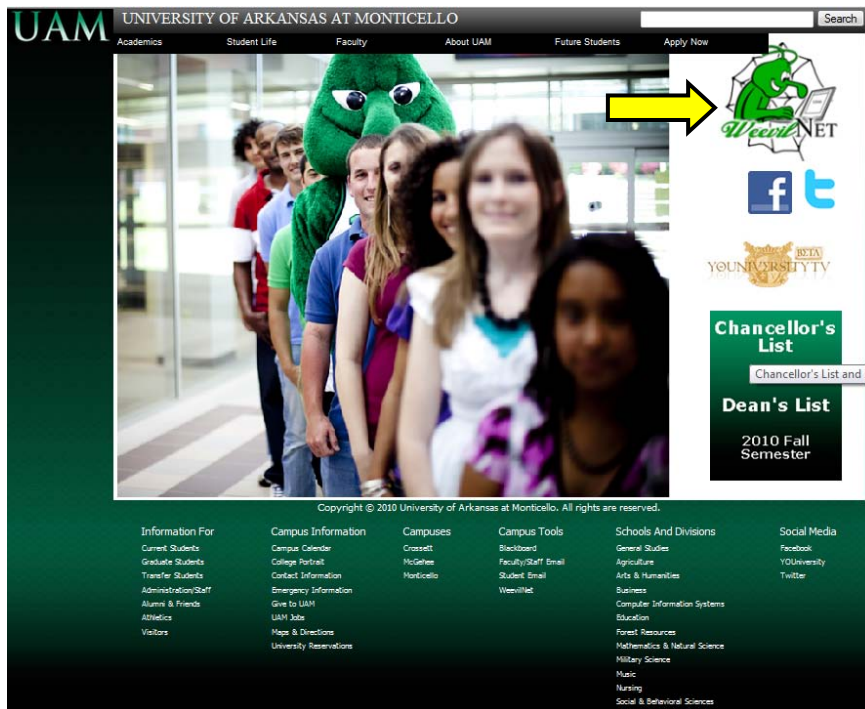 UAM
UNIVERSITY OF ARKANSAS AT MONTICELLO
Search
Academics
Student Life
Faculty
About UAM
Future Students
Apply Now
WeevilNET
BETA
YOUNIVERSITYTV
Chancellor's
List
Chancellor's List and
Dean's List
2010 Fall
Semester
Copyright © 2010 University of Arkansas at Monticello. All rights are reserved.
Information For
Current Students
Graduate Students
Transfer Students
Administration/Staff
Alumni & Friends
Athletics
Visitors
Campus Information
Campus Calendar
College Portrait
Contact Information
Emergency Information
Give to UAM
UAM Jobs
Maps & Directions
University Reservations
Campuses
Crossett
McGehee
Monticello
Campus Tools
Blackboard
Faculty/Staff Email
Student Email
WeevilNet
Schools And Divisions
General Studies
Agriculture
Arts & Humanities
Business
Computer Information Systems
Education
Forest Resources
Mathematics & Natural Science
Military Science
Music
Nursing
Social & Behavioral Sciences
Social Media
Facebook
YOUniversity
Twitter